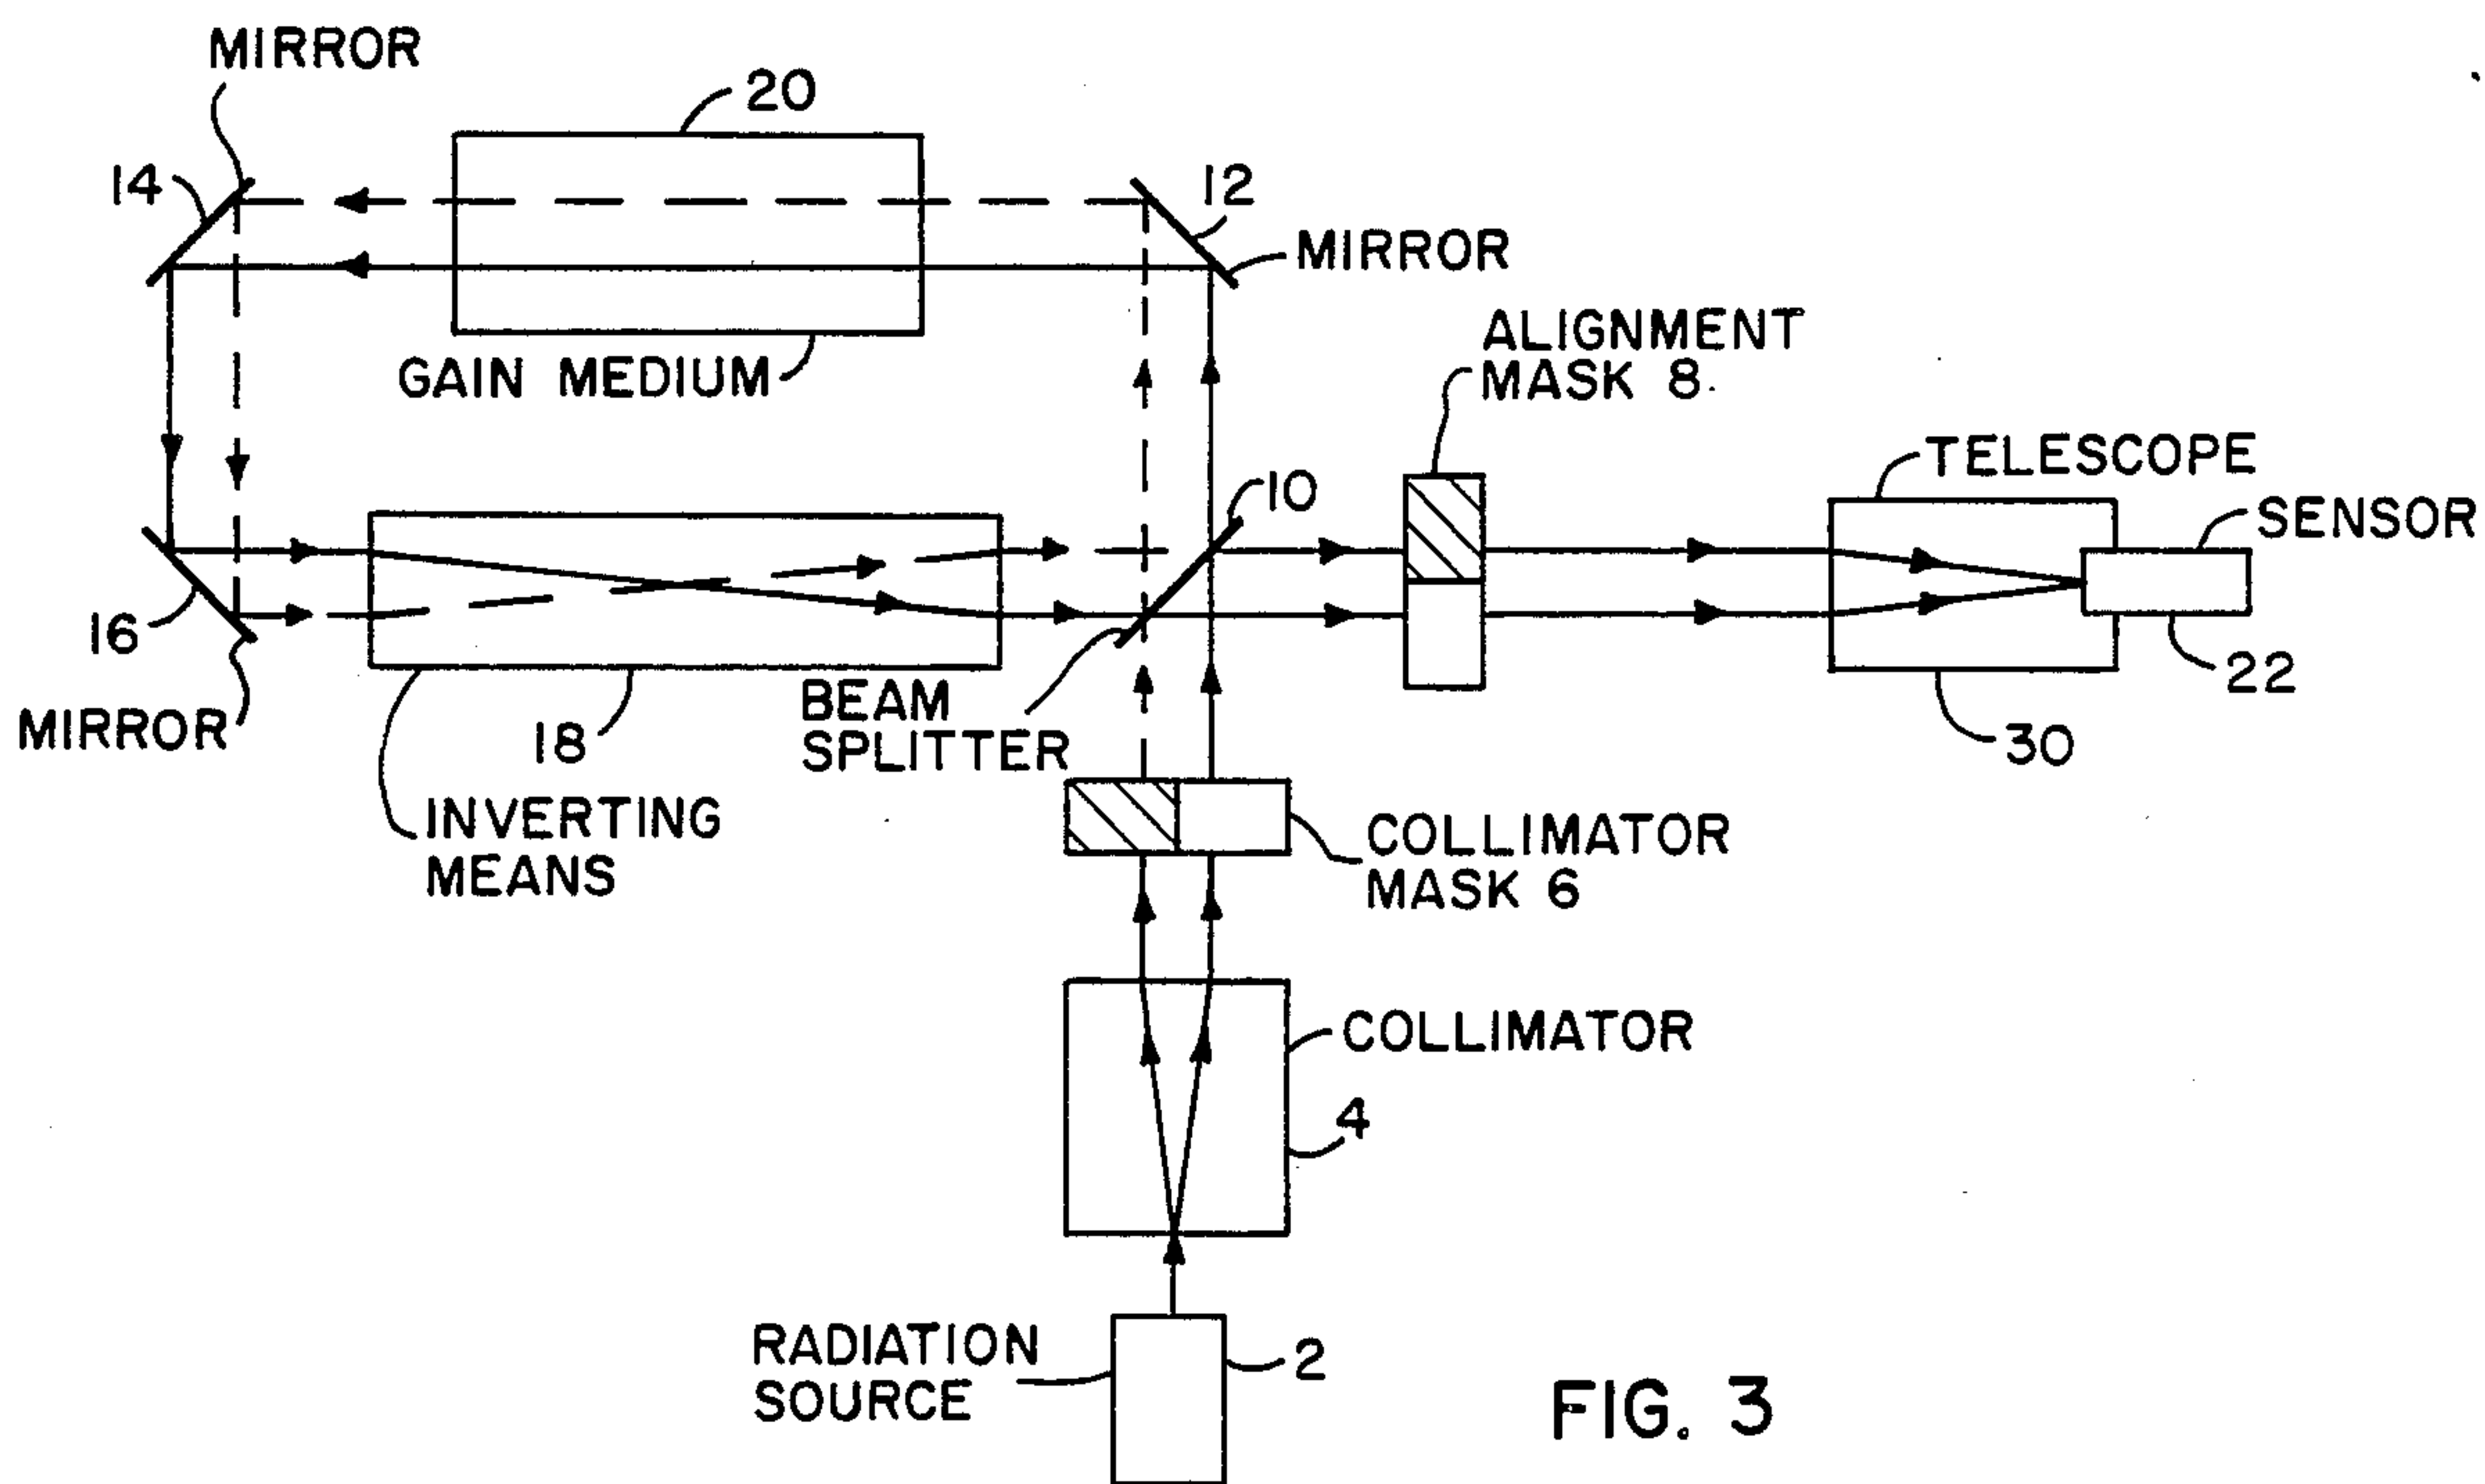 MIRROR
20
14
12
MIRROR
GAIN MEDIUM
ALIGNMENT
MASK 8.
TELESCOPE
SENSOR
10
16
MIRROR
18
INVERTING
MEANS
BEAM
SPLITTER
22
30
COLLIMATOR
MASK 6
COLLIMATOR
4
RADIATION
SOURCE
2
FIG. 3